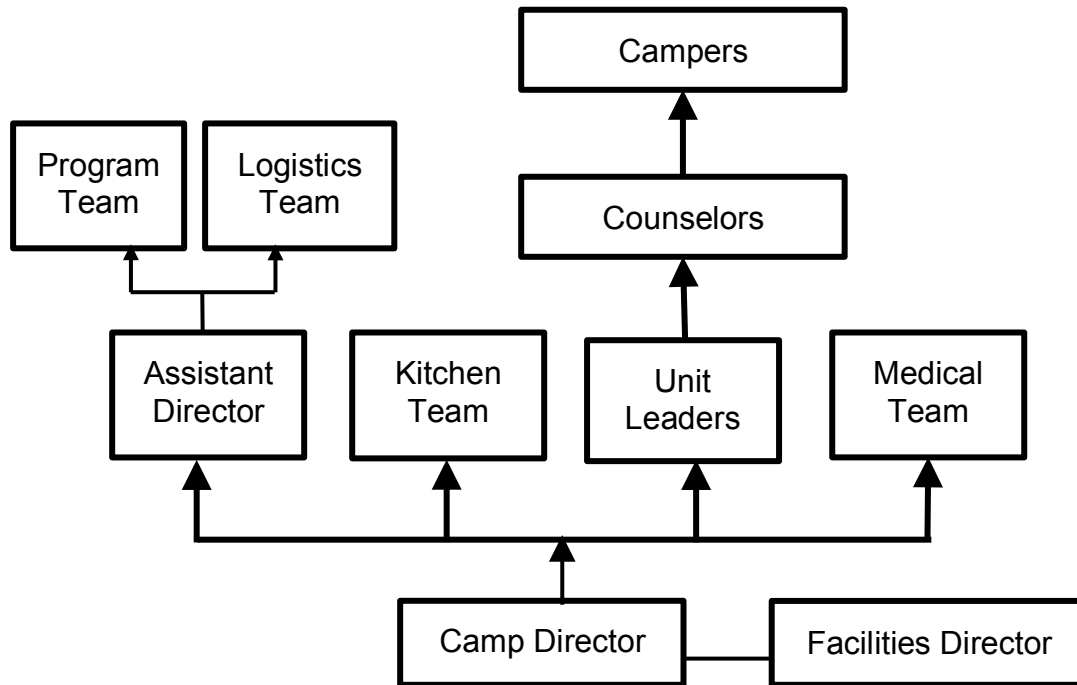 Campers
Program
Team
Logistics
Team
Counselors
Assistant
Director
Kitchen
Team
Unit
Leaders
Medical
Team
Camp Director
Facilities Director